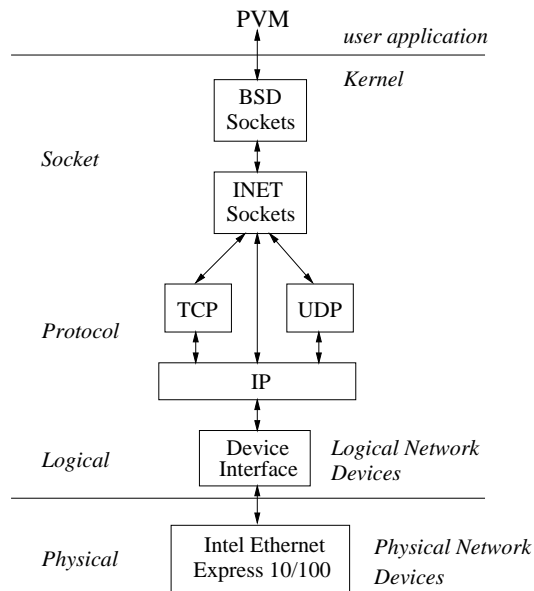 PVM
user application
Kernel
BSD
Sockets
Socket
INET
Sockets
TCP
UDP
Protocol
IP
Device
Interface
Logical
Logical Network
Devices
Physical
Intel Ethernet
Express 10/100
Physical Network
Devices